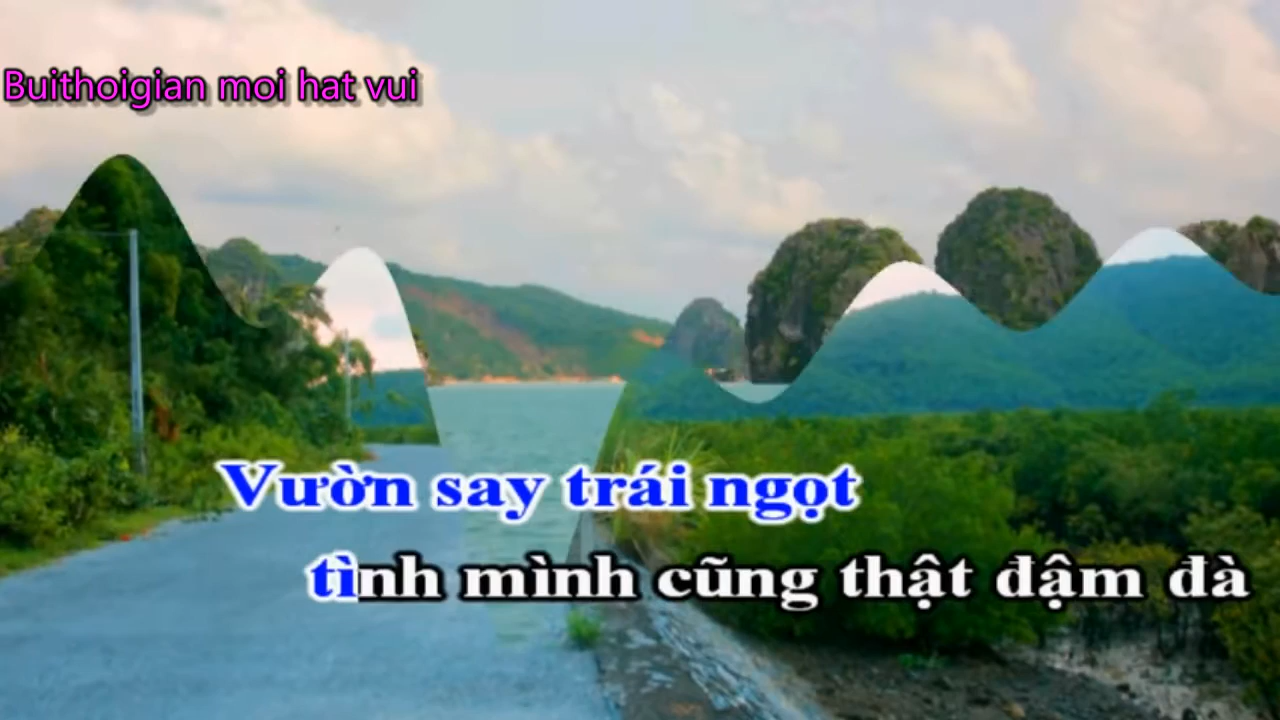 Buithoigian moi hat vui
Vườn say trái ngọt
tình mình cũng thật đậm đà